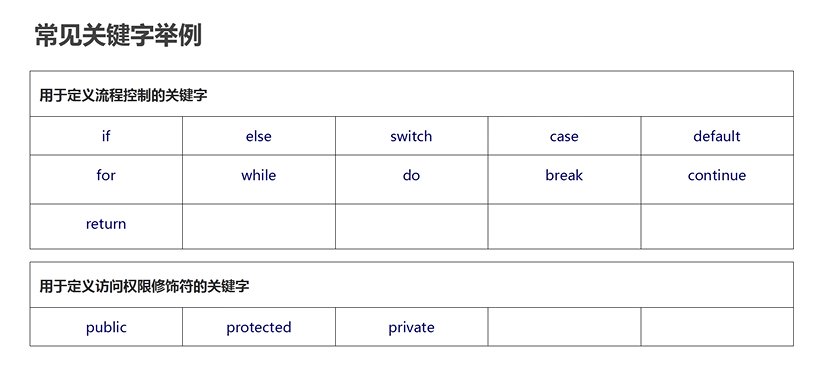 常见关键字举例
用于定义流程控制的关键字
if else switch case default
for while do break continue
return
用于定义访问权限修饰符的关键字
public protected private